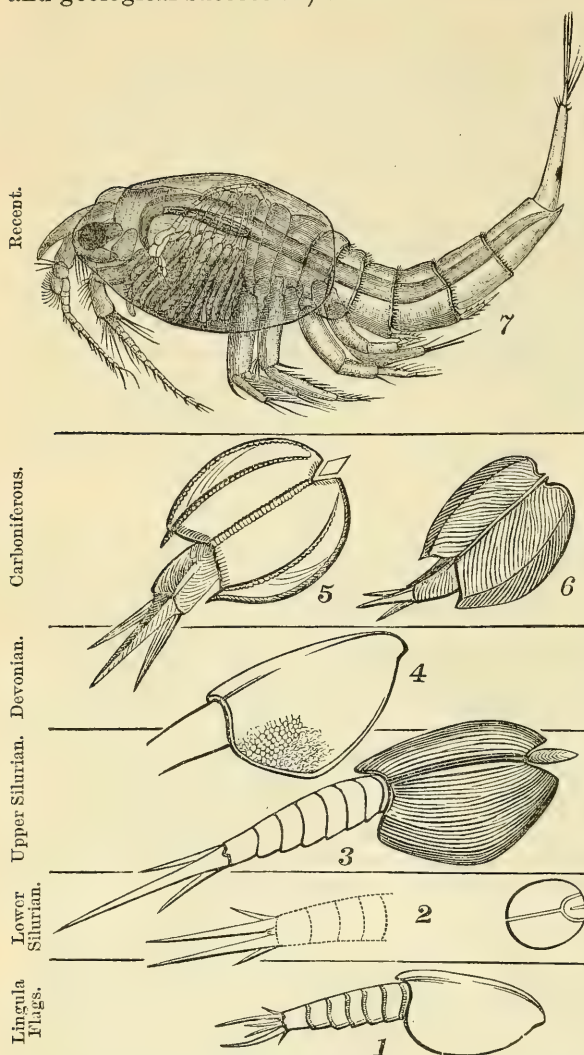 Recent.
7
Carboniferous.
5
6
Devonian.
4
Upper Silurian.
3
Lower
Silurian.
2
Lingula
Flags.
1